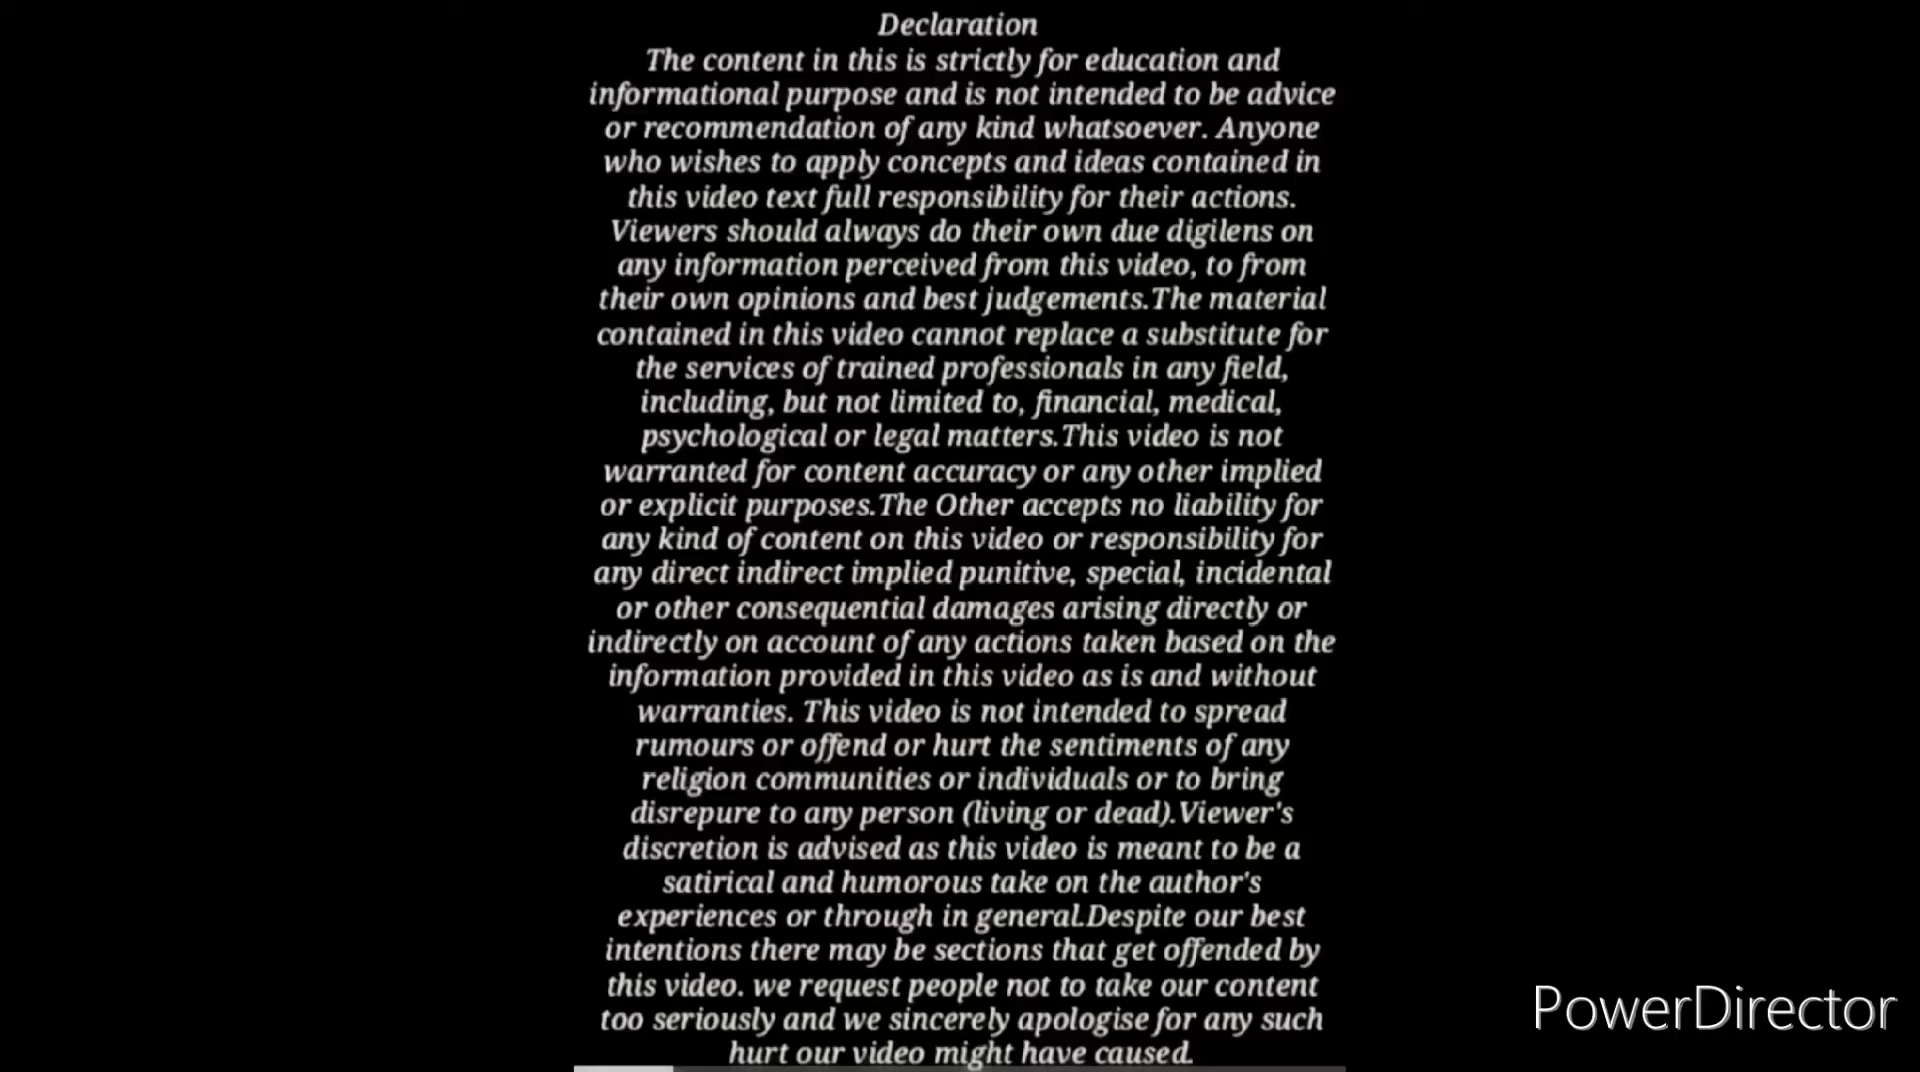 Declaration
The content in this is strictly for education and
informational purpose and is not intended to be advice
or recommendation of any kind whatsoever. Anyone
who wishes to apply concepts and ideas contained in
this video text full responsibility for their actions.
Viewers should always do their own due digilens on
any information perceived from this video, to from
their own opinions and best judgements.The material
contained in this video cannot replace a substitute for
the services of trained professionals in any field,
including, but not limited to, financial, medical,
psychological or legal matters.This video is not
warranted for content accuracy or any other implied
or explicit purposes.The Other accepts no liability for
any kind of content on this video or responsibility for
any direct indirect implied punitive, special, incidental
or other consequential damages arising directly or
indirectly on account of any actions taken based on the
information provided in this video as is and without
warranties. This video is not intended to spread
rumours or offend or hurt the sentiments of any
religion communities or individuals or to bring
disrepure to any person (living or dead).Viewer's
discretion is advised as this video is meant to be a
satirical and humorous take on the author's
experiences or through in general.Despite our best
intentions there may be sections that get offended by
this video. we request people not to take our content
too seriously and we sincerely apologise for any such
hurt our video might have caused.
PowerDirector